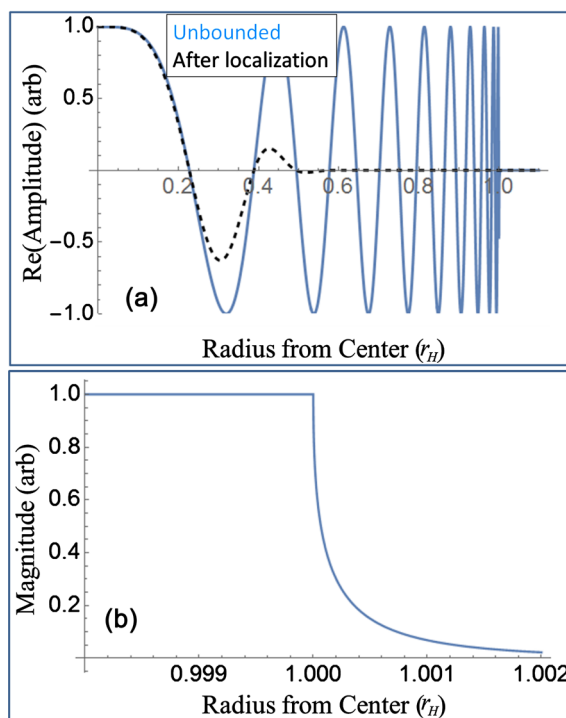 Unbounded
After localization
Re(Amplitude) (arb)
1.0
0.5
-0.5
-1.0
0.2 0.4 0.6 0.8 1.0
(a)
Radius from Center (r_H)
Magnitude (arb)
1.0
0.8
0.6
0.4
0.2
(b)
0.999 1.000 1.001 1.002
Radius from Center (r_H)